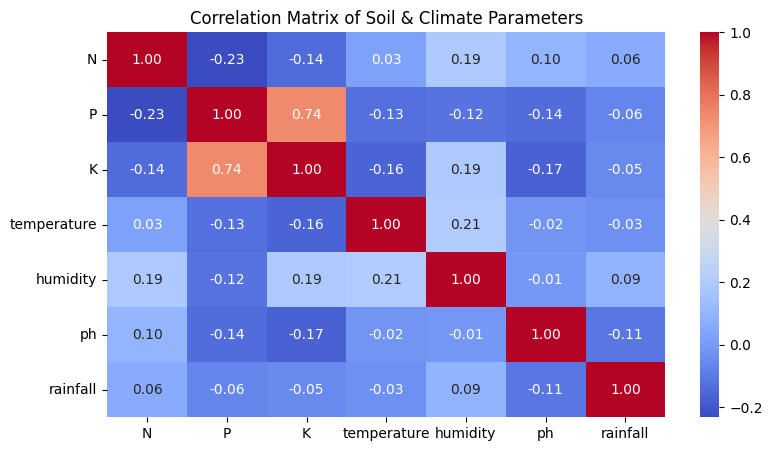 Correlation Matrix of Soil & Climate Parameters
N 1.00 -0.23 -0.14 0.03 0.19 0.10 0.06
P -0.23 1.00 0.74 -0.13 -0.12 -0.14 -0.06
K -0.14 0.74 1.00 -0.16 0.19 -0.17 -0.05
temperature 0.03 -0.13 -0.16 1.00 0.21 -0.02 -0.03
humidity 0.19 -0.12 0.19 0.21 1.00 -0.01 0.09
ph 0.10 -0.14 -0.17 -0.02 -0.01 1.00 -0.11
rainfall 0.06 -0.06 -0.05 -0.03 0.09 -0.11 1.00
N P K temperature humidity ph rainfall
1.0
0.8
0.6
0.4
0.2
0.0
−0.2